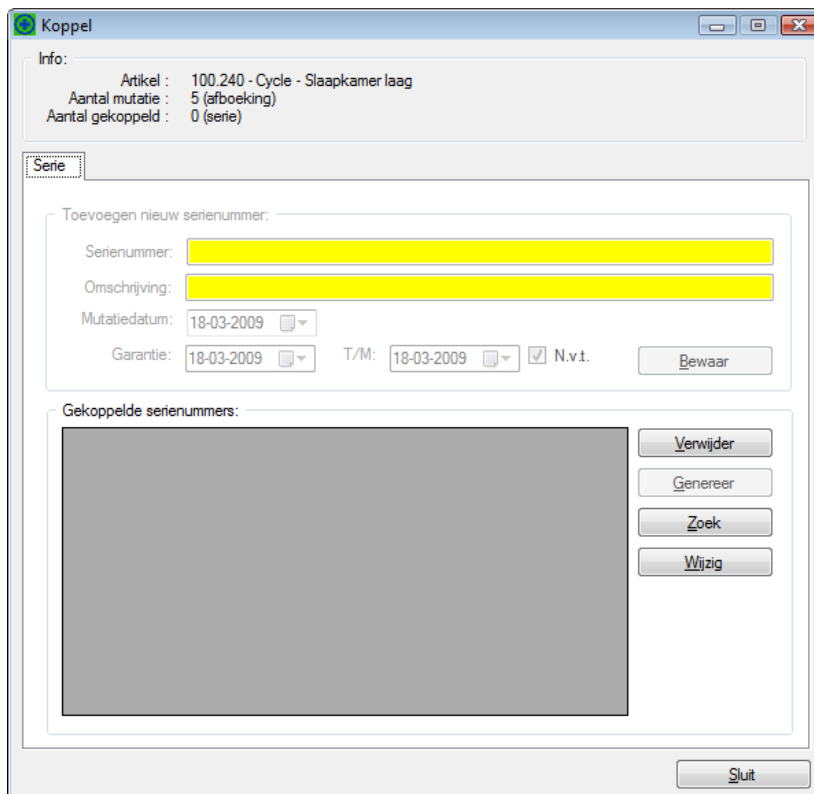 Koppel
Info:
Artikel : 100.240 - Cycle - Slaapkamer laag
Aantal mutatie : 5 (afboeking)
Aantal gekoppeld : 0 (serie)
Serie
Toevoegen nieuw serienummer:
Serienummer:
Omschrijving:
Mutatiedatum: 18-03-2009
Garantie: 18-03-2009 T/M: 18-03-2009 N.v.t. Bewaar
Gekoppelde serienummers:
Verwijder
Genereer
Zoek
Wijzig
Sluit